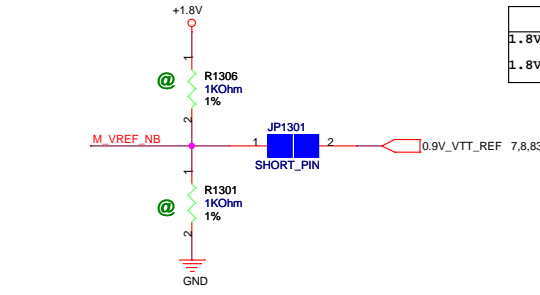 +1.8V
1.8V
1.8V
1
@
R1306
1KOhm
1%
2
M_VREF_NB
JP1301
1
2
SHORT_PIN
0.9V_VTT_REF 7,8,83
1
@
R1301
1KOhm
1%
2
GND